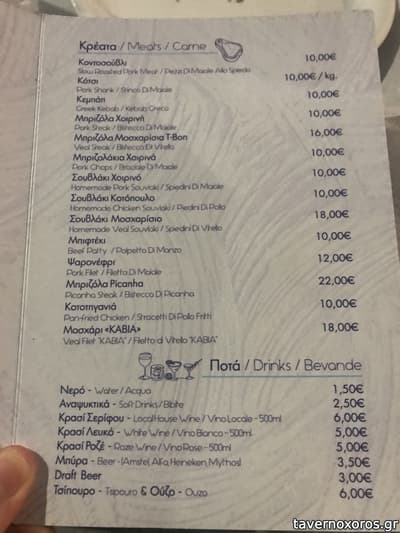 Κρέατα / Meats / Carne
Κοντοσούβλι 10,00€
Slow Roasted Pork Meat / Pezzi Di Maiale Allo Spiedo
Κότσι 10,00€ / kg.
Pork Shank / Stinco Di Maiale
Κεμπάπ 10,00€
Greek Kebab / Kebab Greco
Μπριζόλα Χοιρινή 10,00€
Pork Steak / Bistecca Di Maiale
Μπριζόλα Μοσχαρίσια T-Bon 16,00€
Veal Steak / Bistecca Di Vitello
Μπριζολάκια Χοιρινά 10,00€
Pork Chops / Braciole Di Maiale
Σουβλάκι Χοιρινό 10,00€
Homemade Pork Souvlaki / Spiedini Di Maiale
Σουβλάκι Κοτόπουλο 10,00€
Homemade Chicken Souvlaki / Piedini Di Pollo
Σουβλάκι Μοσχαρίσιο 18,00€
Homemade Veal Souvlaki / Spiedini Di Vitello
Μπιφτέκι 10,00€
Beef Patty / Polpetta Di Manzo
Ψαρονέφρι 12,00€
Pork Filet / Filetto Di Maiale
Μπριζόλα Picanha 22,00€
Picanha Steak / Bistecca Di Picanha
Κοτοτηγανιά 10,00€
Pan-fried Chicken / Straccetti Di Pollo Fritti
Μοσχάρι «ΚΑΒΙΑ» 18,00€
Veal Filet "KABIA" / Filetto di Vitello "KABIA"
Ποτά / Drinks / Bevande
Νερό - Water / Acqua 1,50€
Αναψυκτικά - Soft Drinks / Bibite 2,50€
Κρασί Σερίφου - Local House Wine / Vino Locale - 500ml 6,00€
Κρασί Λευκό - White Wine / Vino Bianco - 500ml. 5,00€
Κρασί Ροζέ - Roze Wine / Vino Rose - 500ml 5,00€
Μπύρα - Beer - (Amstel, Alfa, Heineken, Mythos) 3,50€
Draft Beer 3,00€
Τσίπουρο - Tsipouro & Ούζο - Ouzo 6,00€
www.tavernoxoros.gr